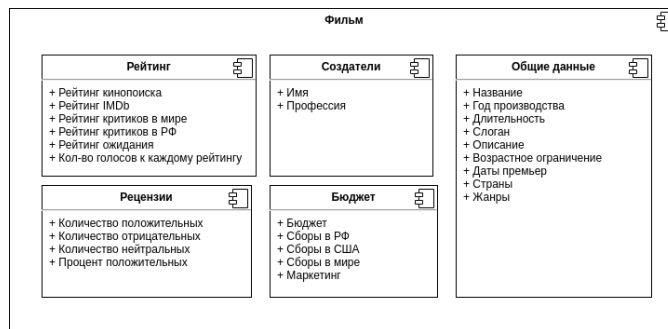 Фильм
Рейтинг
+ Рейтинг кинопоиска
+ Рейтинг IMDb
+ Рейтинг критиков в мире
+ Рейтинг критиков в РФ
+ Рейтинг ожидания
+ Кол-во голосов к каждому рейтингу
Создатели
+ Имя
+ Профессия
Общие данные
+ Название
+ Год производства
+ Длительность
+ Слоган
+ Описание
+ Возрастное ограничение
+ Даты премьер
+ Страны
+ Жанры
Рецензии
+ Количество положительных
+ Количество отрицательных
+ Количество нейтральных
+ Процент положительных
Бюджет
+ Бюджет
+ Сборы в РФ
+ Сборы в США
+ Сборы в мире
+ Маркетинг